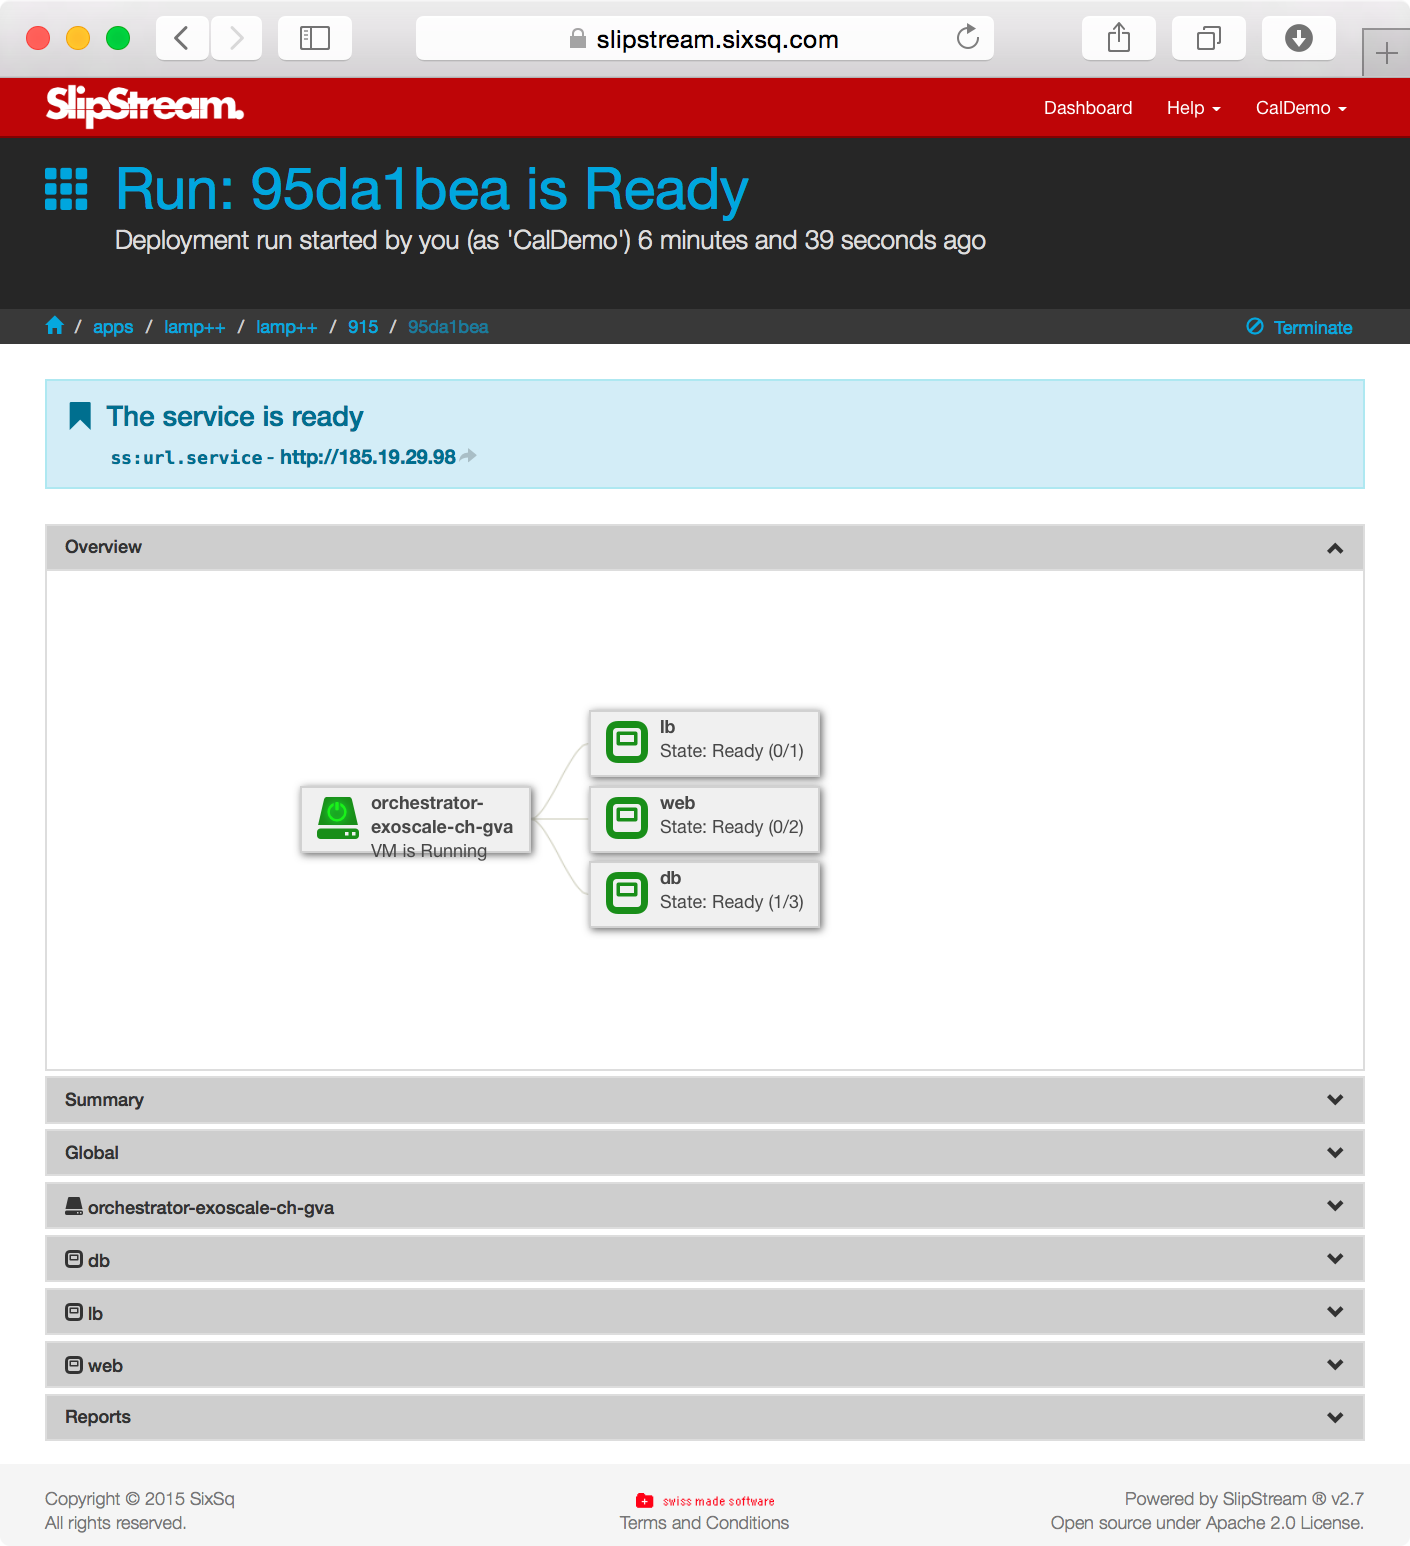 slipstream.sixsq.com
SlipStream.
Dashboard Help CalDemo
Run: 95da1bea is Ready
Deployment run started by you (as 'CalDemo') 6 minutes and 39 seconds ago
/ apps / lamp++ / lamp++ / 915 / 95da1bea
Terminate
The service is ready
ss:url.service - http://185.19.29.98
Overview
lb
State: Ready (0/1)
orchestrator-
exoscale-ch-gva
VM is Running
web
State: Ready (0/2)
db
State: Ready (1/3)
Summary
Global
orchestrator-exoscale-ch-gva
db
lb
web
Reports
Copyright © 2015 SixSq
All rights reserved.
swiss made software
Terms and Conditions
Powered by SlipStream ® v2.7
Open source under Apache 2.0 License.